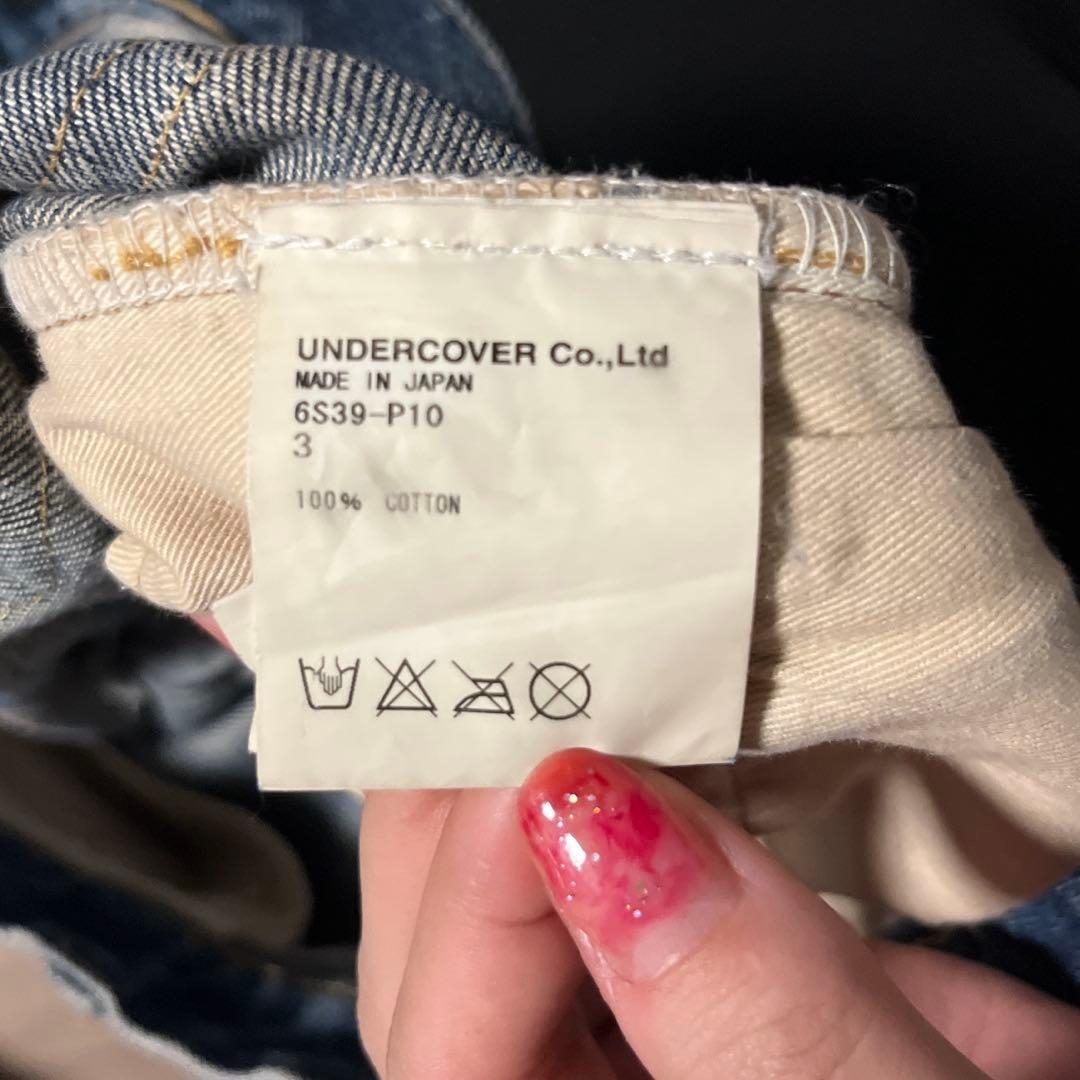 UNDERCOVER Co.,Ltd
MADE IN JAPAN
6S39-P10
3
100% COTTON